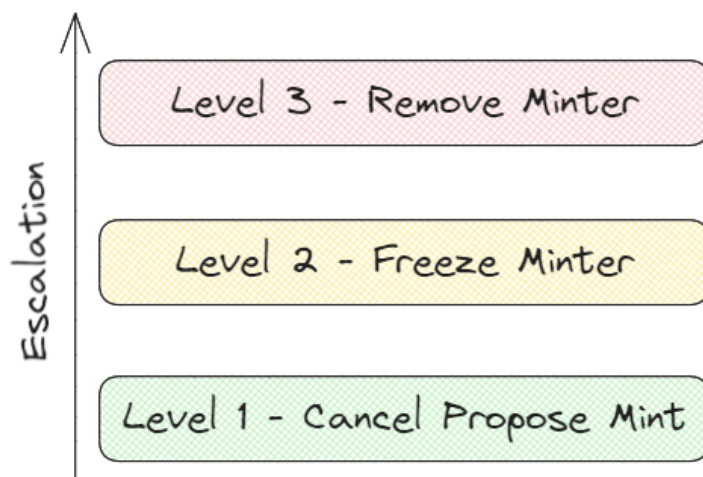 Level 3 - Remove Minter
Level 2 - Freeze Minter
Level 1 - Cancel Propose Mint
Escalation